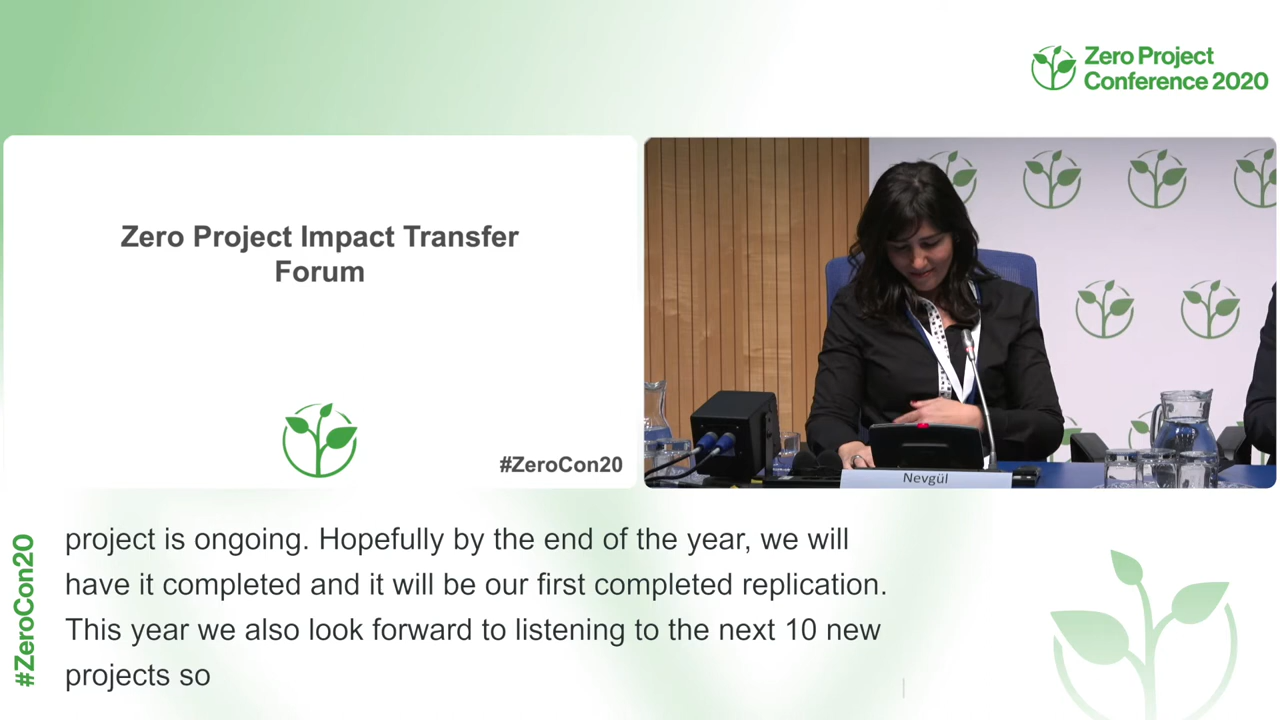 Zero Project
Conference 2020
Zero Project Impact Transfer
Forum
#ZeroCon20
Nevgül
#ZeroCon20
project is ongoing. Hopefully by the end of the year, we will
have it completed and it will be our first completed replication.
This year we also look forward to listening to the next 10 new
projects so